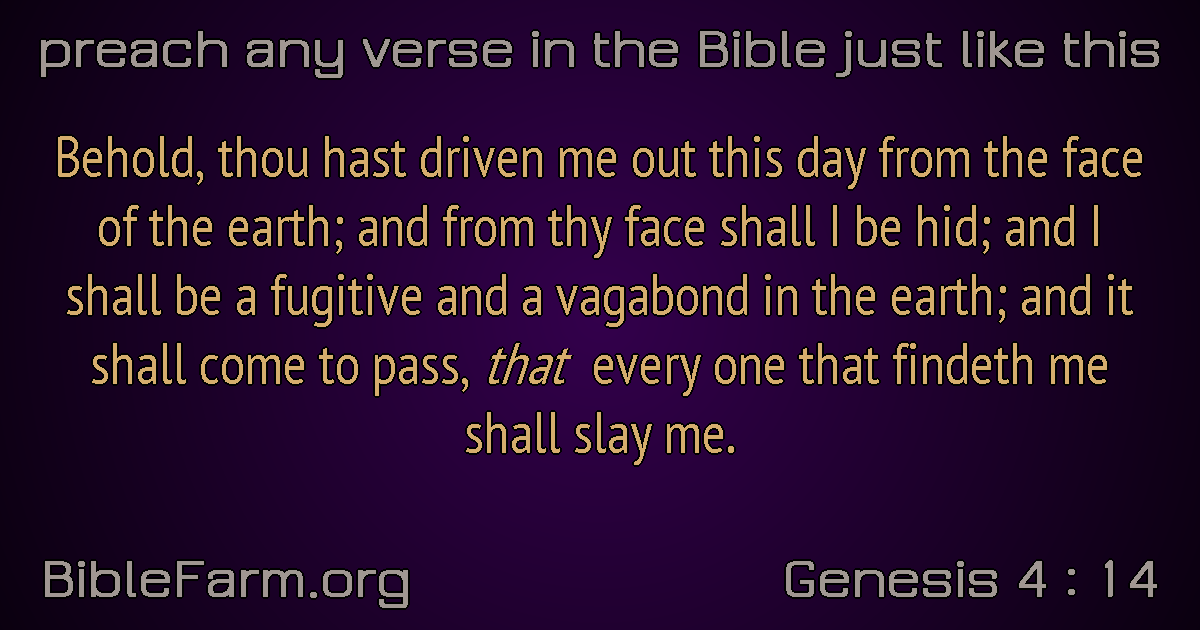 preach any verse in the Bible just like this
Behold, thou hast driven me out this day from the face
of the earth; and from thy face shall I be hid; and I
shall be a fugitive and a vagabond in the earth; and it
shall come to pass, that every one that findeth me
shall slay me.
BibleFarm.org
Genesis 4 : 14